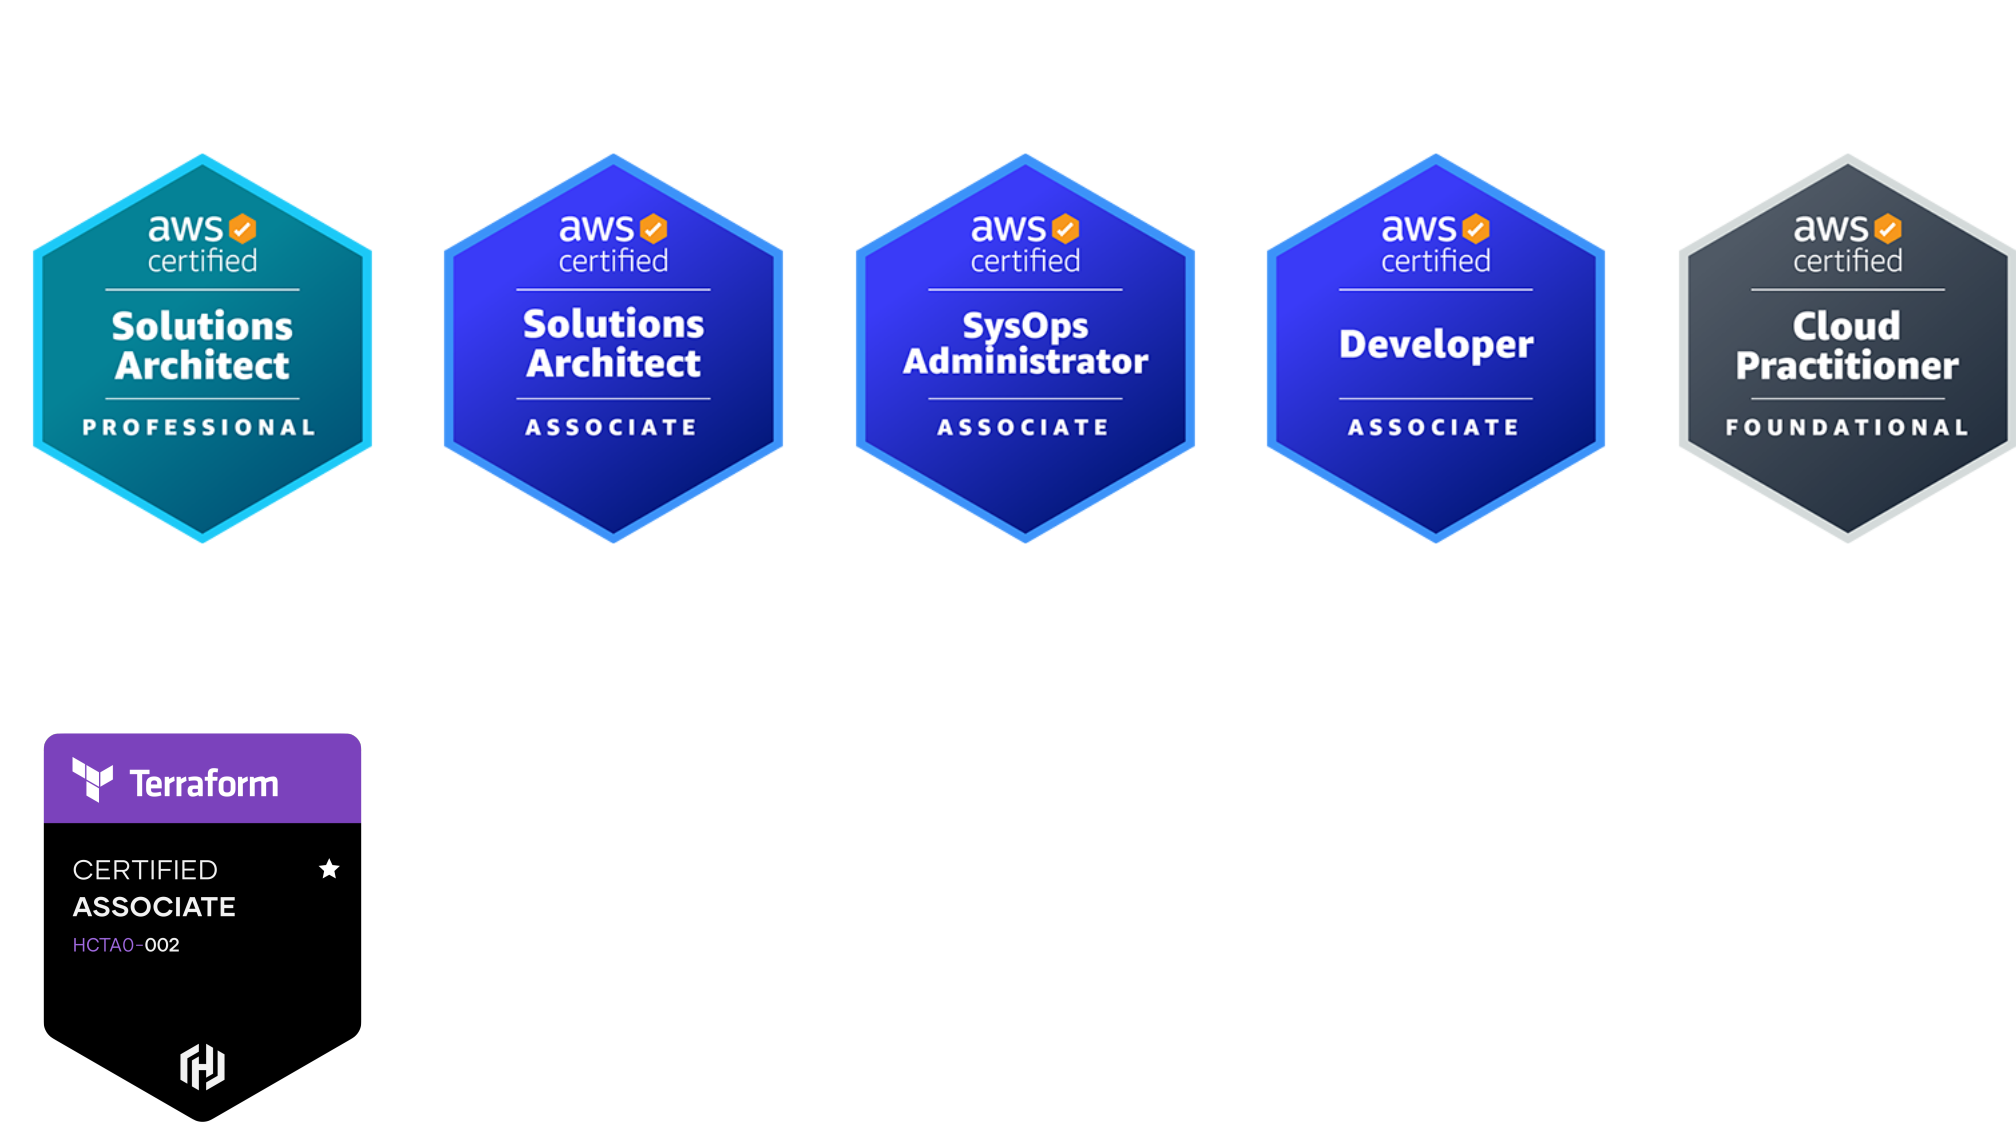 aws
certified
Solutions
Architect
PROFESSIONAL
aws
certified
Solutions
Architect
ASSOCIATE
aws
certified
SysOps
Administrator
ASSOCIATE
aws
certified
Developer
ASSOCIATE
aws
certified
Cloud
Practitioner
FOUNDATIONAL
Terraform
CERTIFIED
ASSOCIATE
HCTA0-002